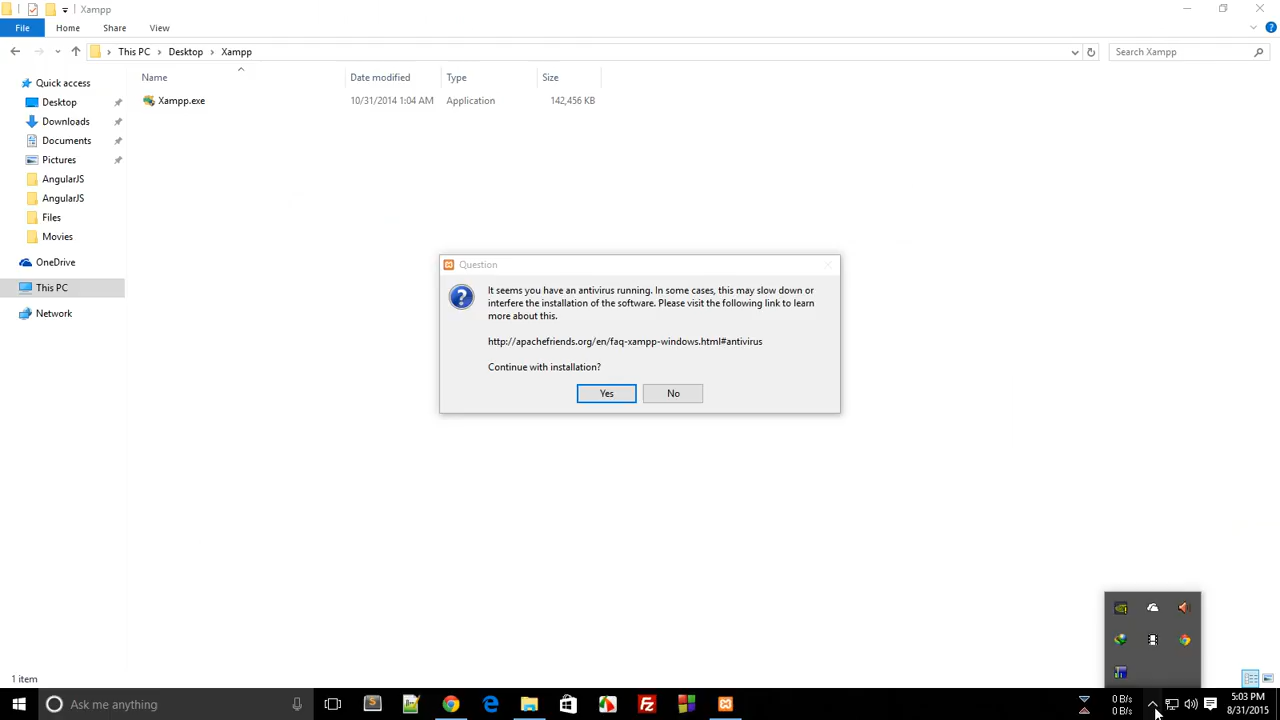 Xampp
File Home Share View
This PC Desktop Xampp
Search Xampp
Name Date modified Type Size
Xampp.exe 10/31/2014 1:04 AM Application 142,456 KB
Quick access
Desktop
Downloads
Documents
Pictures
AngularJS
AngularJS
Files
Movies
OneDrive
This PC
Network
Question
It seems you have an antivirus running. In some cases, this may slow down or
interfere the installation of the software. Please visit the following link to learn
more about this.
http://apachefriends.org/en/faq-xampp-windows.html#antivirus
Continue with installation?
Yes No
1 item
Ask me anything
0 B/s
0 B/s
5:03 PM
8/31/2015